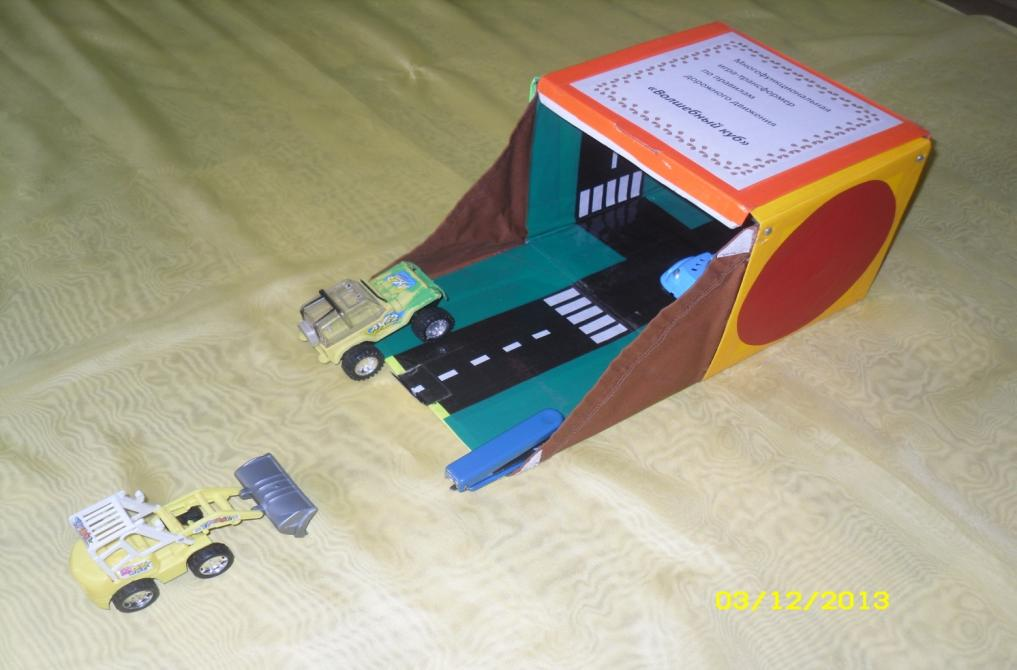 Многофункциональная
игра-трансформер
по правилам
дорожного движения
«Волшебный куб»
03/12/2013